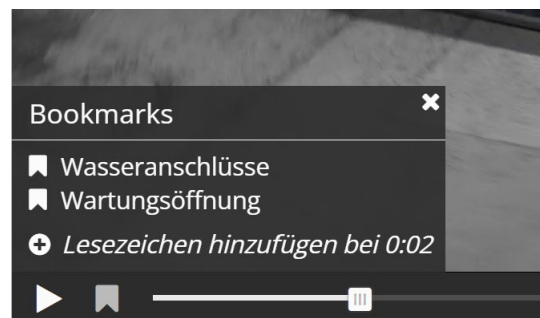 Bookmarks
Wasseranschlüsse
Wartungsöffnung
Lesezeichen hinzufügen bei 0:02